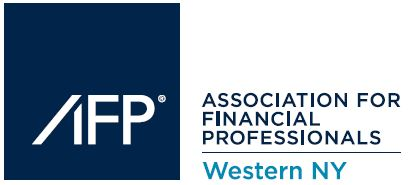 AFP®
ASSOCIATION FOR
FINANCIAL
PROFESSIONALS
Western NY